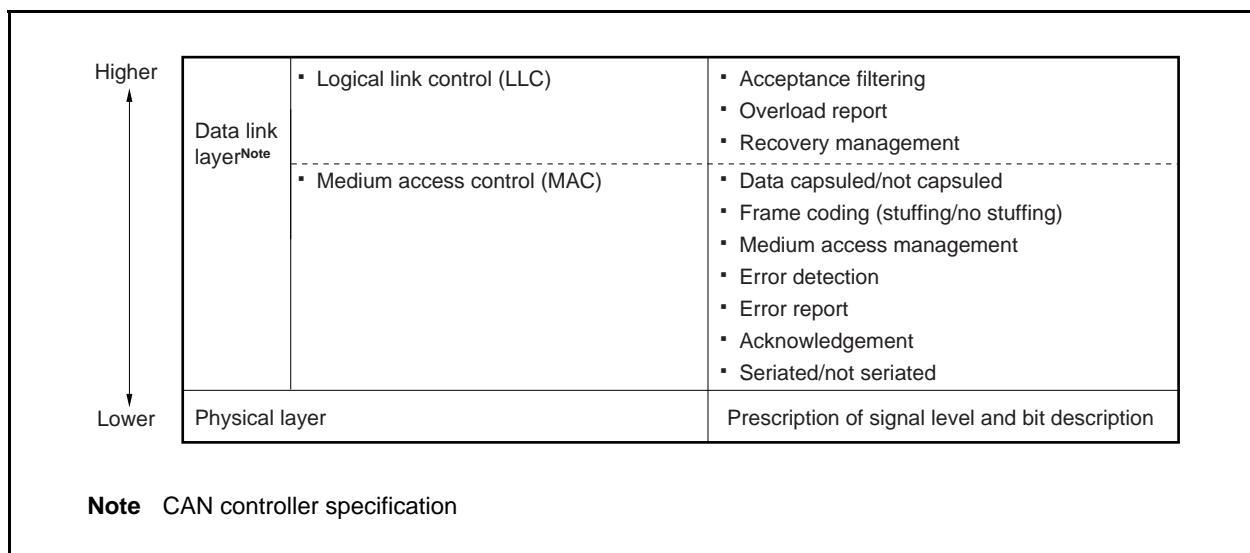 Higher
Data link
layerNote
▪ Logical link control (LLC)
▪ Acceptance filtering
▪ Overload report
▪ Recovery management
▪ Medium access control (MAC)
▪ Data capsuled/not capsuled
▪ Frame coding (stuffing/no stuffing)
▪ Medium access management
▪ Error detection
▪ Error report
▪ Acknowledgement
▪ Seriated/not seriated
Lower
Physical layer
Prescription of signal level and bit description
Note CAN controller specification